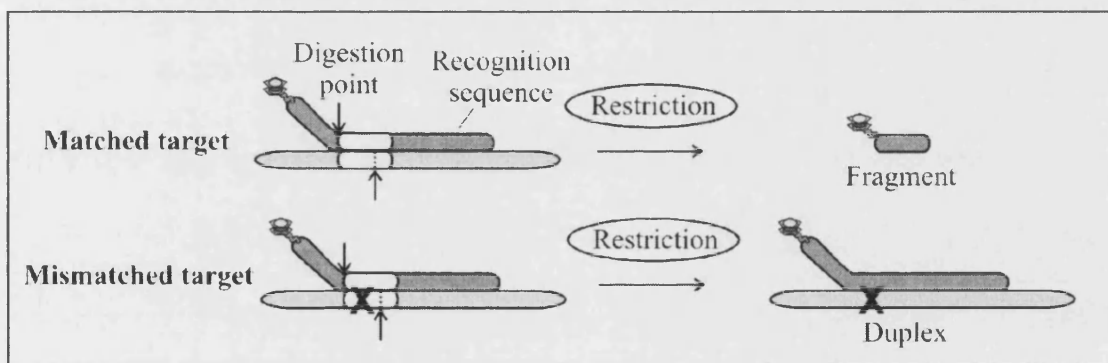 Digestion
point
Recognition
sequence
Restriction
Matched target
Fragment
Restriction
Mismatched target
X
X
Duplex